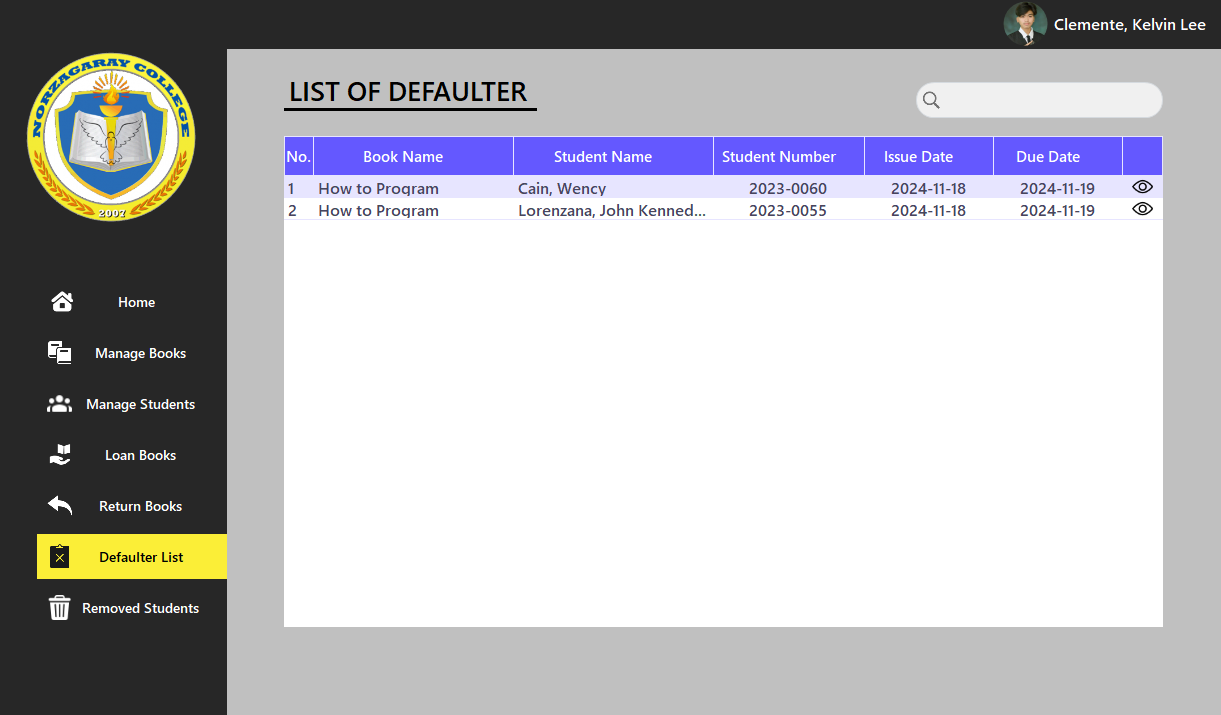 Clemente, Kelvin Lee
NORZAGARAY COLLEGE
2007
Home
Manage Books
Manage Students
Loan Books
Return Books
Defaulter List
Removed Students
LIST OF DEFAULTER
No. Book Name Student Name Student Number Issue Date Due Date
1 How to Program Cain, Wency 2023-0060 2024-11-18 2024-11-19
2 How to Program Lorenzana, John Kenned... 2023-0055 2024-11-18 2024-11-19